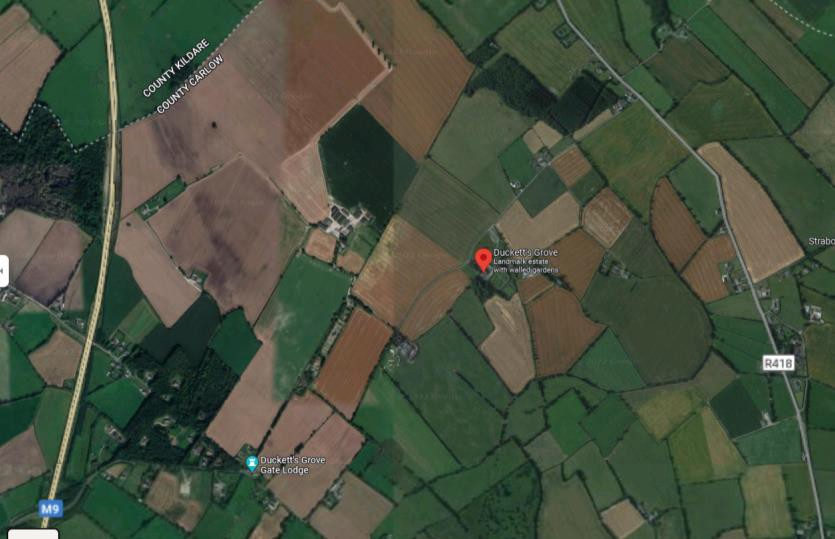 COUNTY KILDARE
COUNTY CARLOW
Duckett's Grove
Landmark estate
with walled gardens
Strabo
R418
Duckett's Grove
Gate Lodge
M9